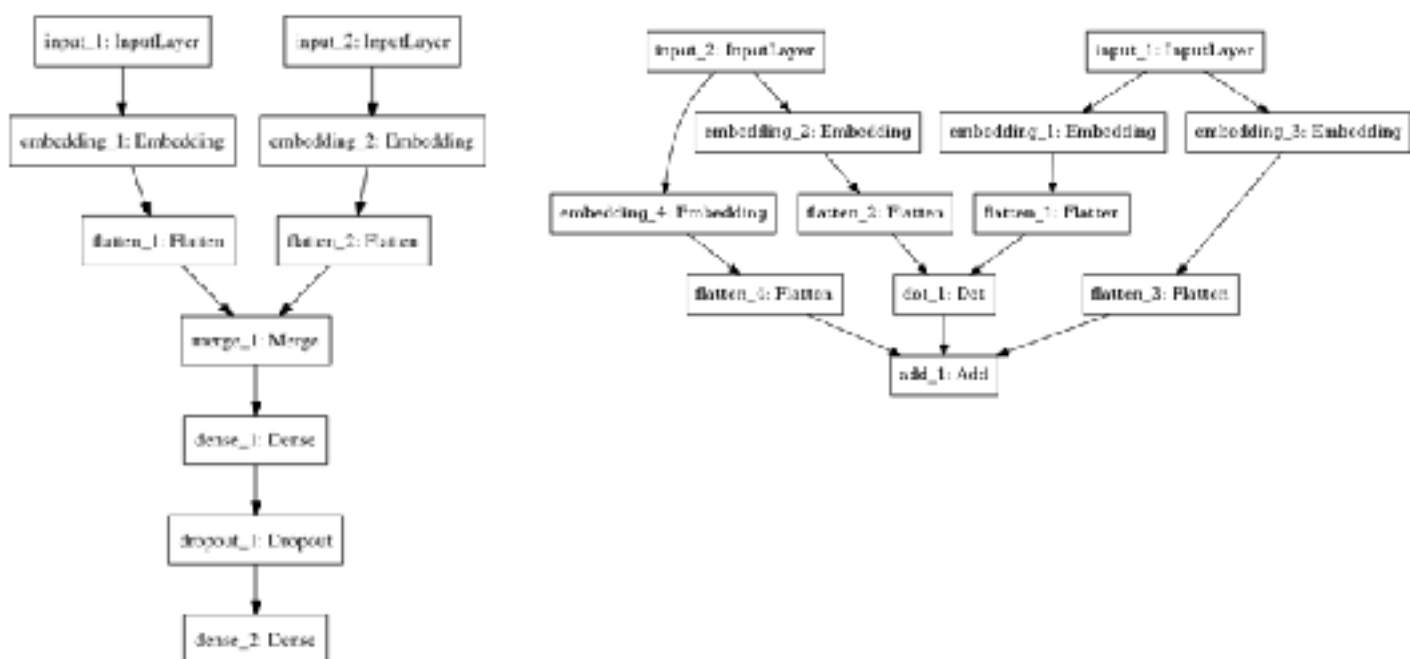 input_1: InputLayer
input_2: InputLayer
embedding_1: Embedding
embedding_2: Embedding
flatten_1: Flatten
flatten_2: Flatten
merge_1: Merge
dense_1: Dense
dropout_1: Dropout
dense_2: Dense
input_2: InputLayer
input_1: InputLayer
embedding_2: Embedding
embedding_1: Embedding
embedding_3: Embedding
embedding_4: Embedding
flatten_2: Flatten
flatten_1: Flatten
flatten_4: Flatten
dot_1: Dot
flatten_3: Flatten
add_1: Add